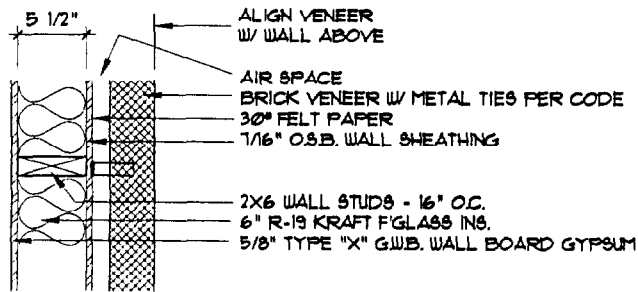 5 1/2"
ALIGN VENEER
W/ WALL ABOVE
AIR SPACE
BRICK VENEER W/ METAL TIES PER CODE
30# FELT PAPER
7/16" O.S.B. WALL SHEATHING
2X6 WALL STUDS - 16" O.C.
6" R-19 KRAFT F'GLASS INS.
5/8" TYPE "X" G.W.B. WALL BOARD GYPSUM